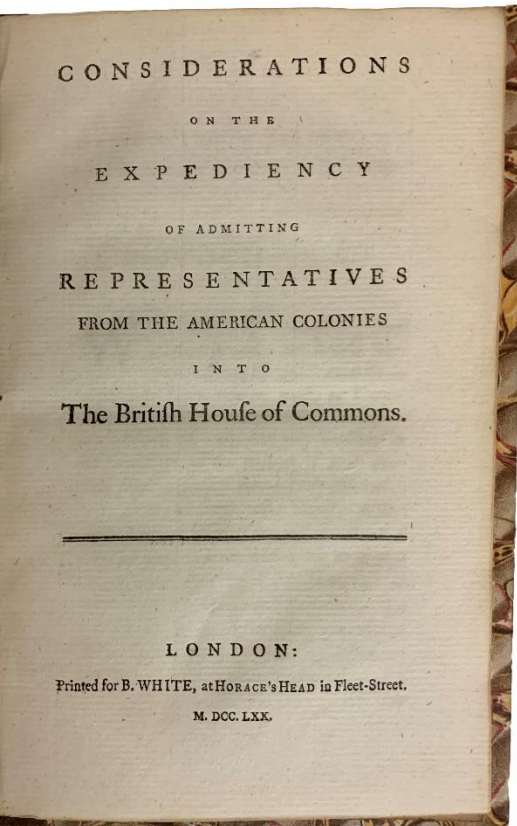 CONSIDERATIONS
ON THE
EXPEDIENCY
OF ADMITTING
REPRESENTATIVES
FROM THE AMERICAN COLONIES
INTO
The Britiſh Houſe of Commons.
LONDON:
Printed for B. WHITE, at HORACE's HEAD in Fleet-Street.
M. DCC. LXX.